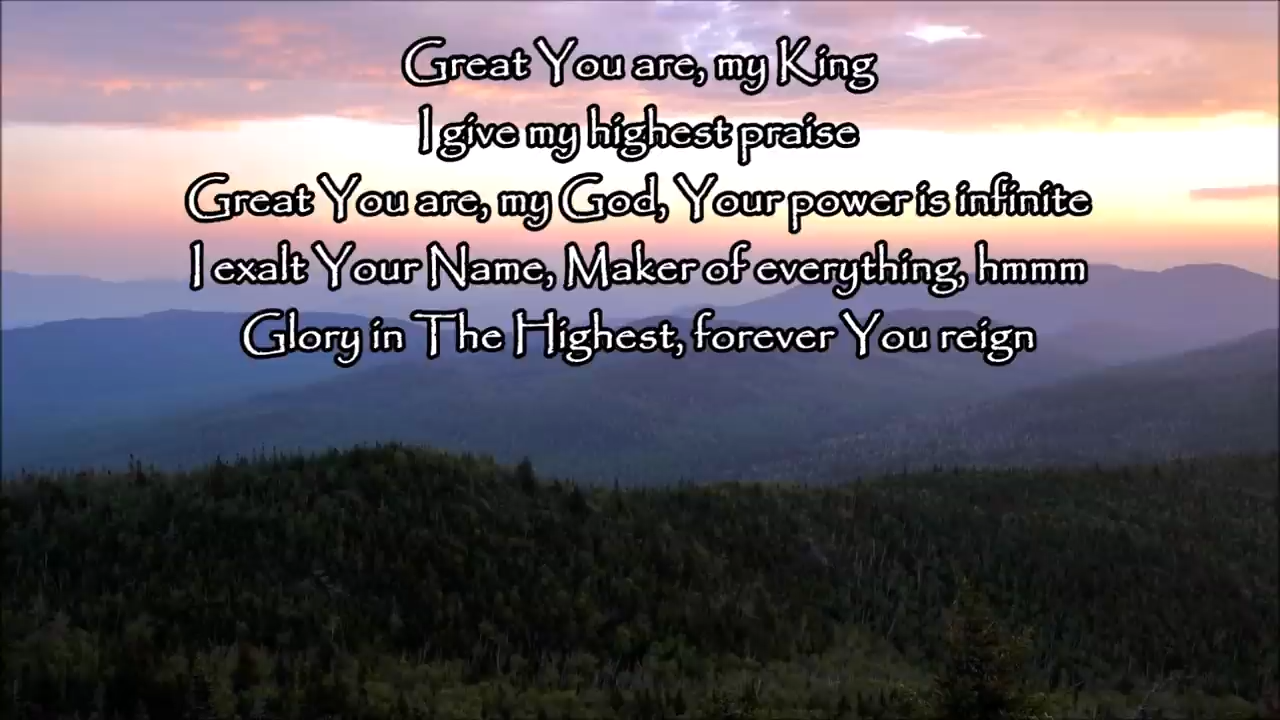 Great You are, my King
I give my highest praise
Great You are, my God, Your power is infinite
I exalt Your Name, Maker of everything, hmmm
Glory in The Highest, forever You reign